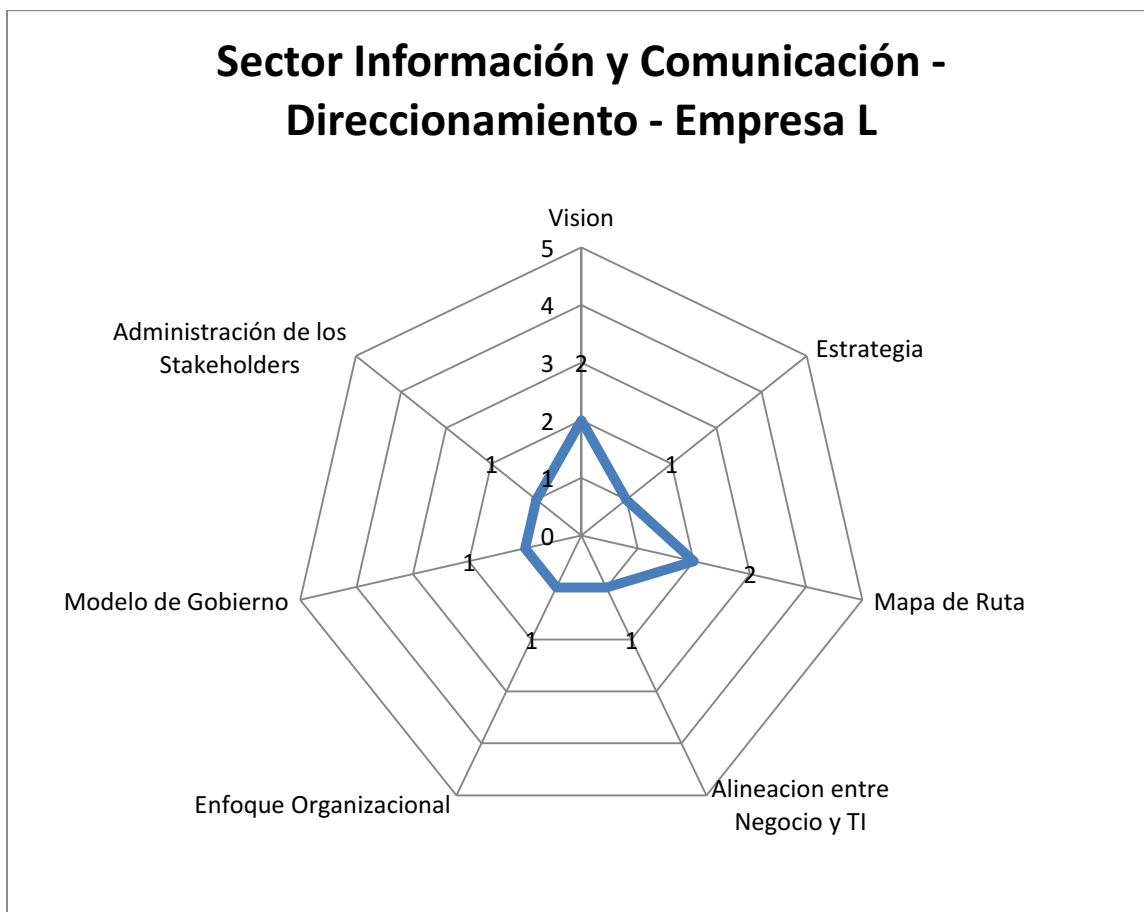 Sector Información y Comunicación -
Direccionamiento - Empresa L
Vision
5
4
3
2
2
1
0
Estrategia
1
Mapa de Ruta
2
Alineacion entre
Negocio y TI
1
Enfoque Organizacional
1
Modelo de Gobierno
1
Administración de los
Stakeholders
1